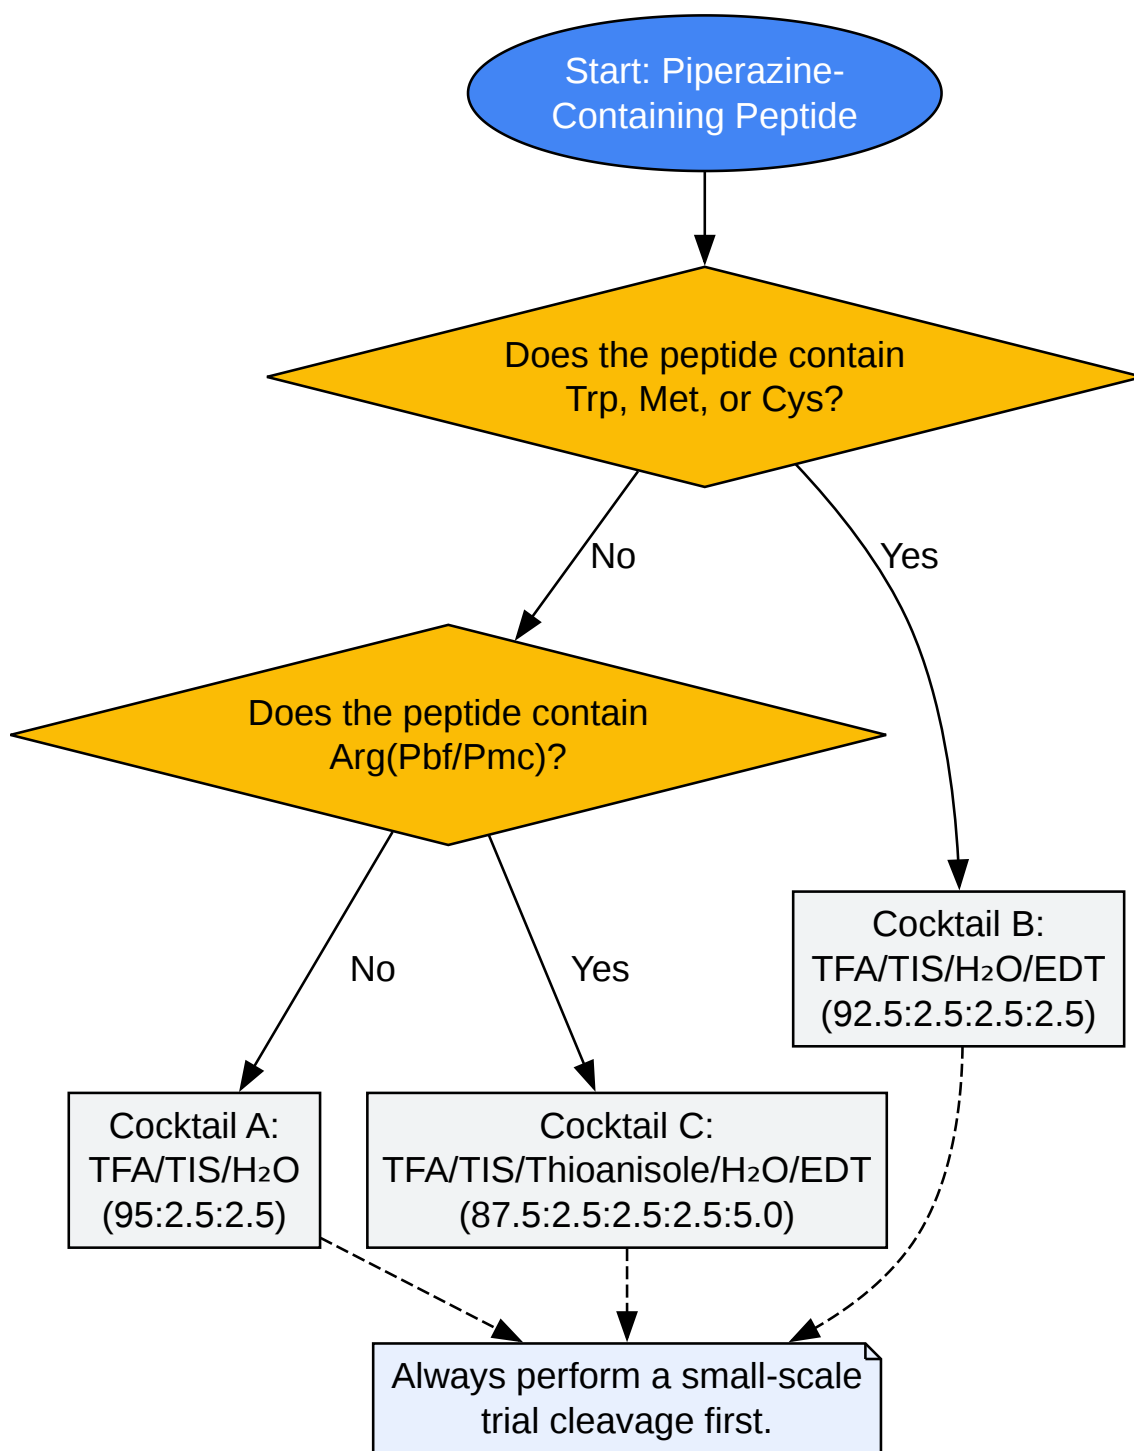 Start: Piperazine-
Containing Peptide
Does the peptide contain
Trp, Met, or Cys?
No
Yes
Does the peptide contain
Arg(Pbf/Pmc)?
No
Yes
Cocktail B:
TFA/TIS/H₂O/EDT
(92.5:2.5:2.5:2.5)
Cocktail A:
TFA/TIS/H₂O
(95:2.5:2.5)
Cocktail C:
TFA/TIS/Thioanisole/H₂O/EDT
(87.5:2.5:2.5:2.5:5.0)
Always perform a small-scale
trial cleavage first.